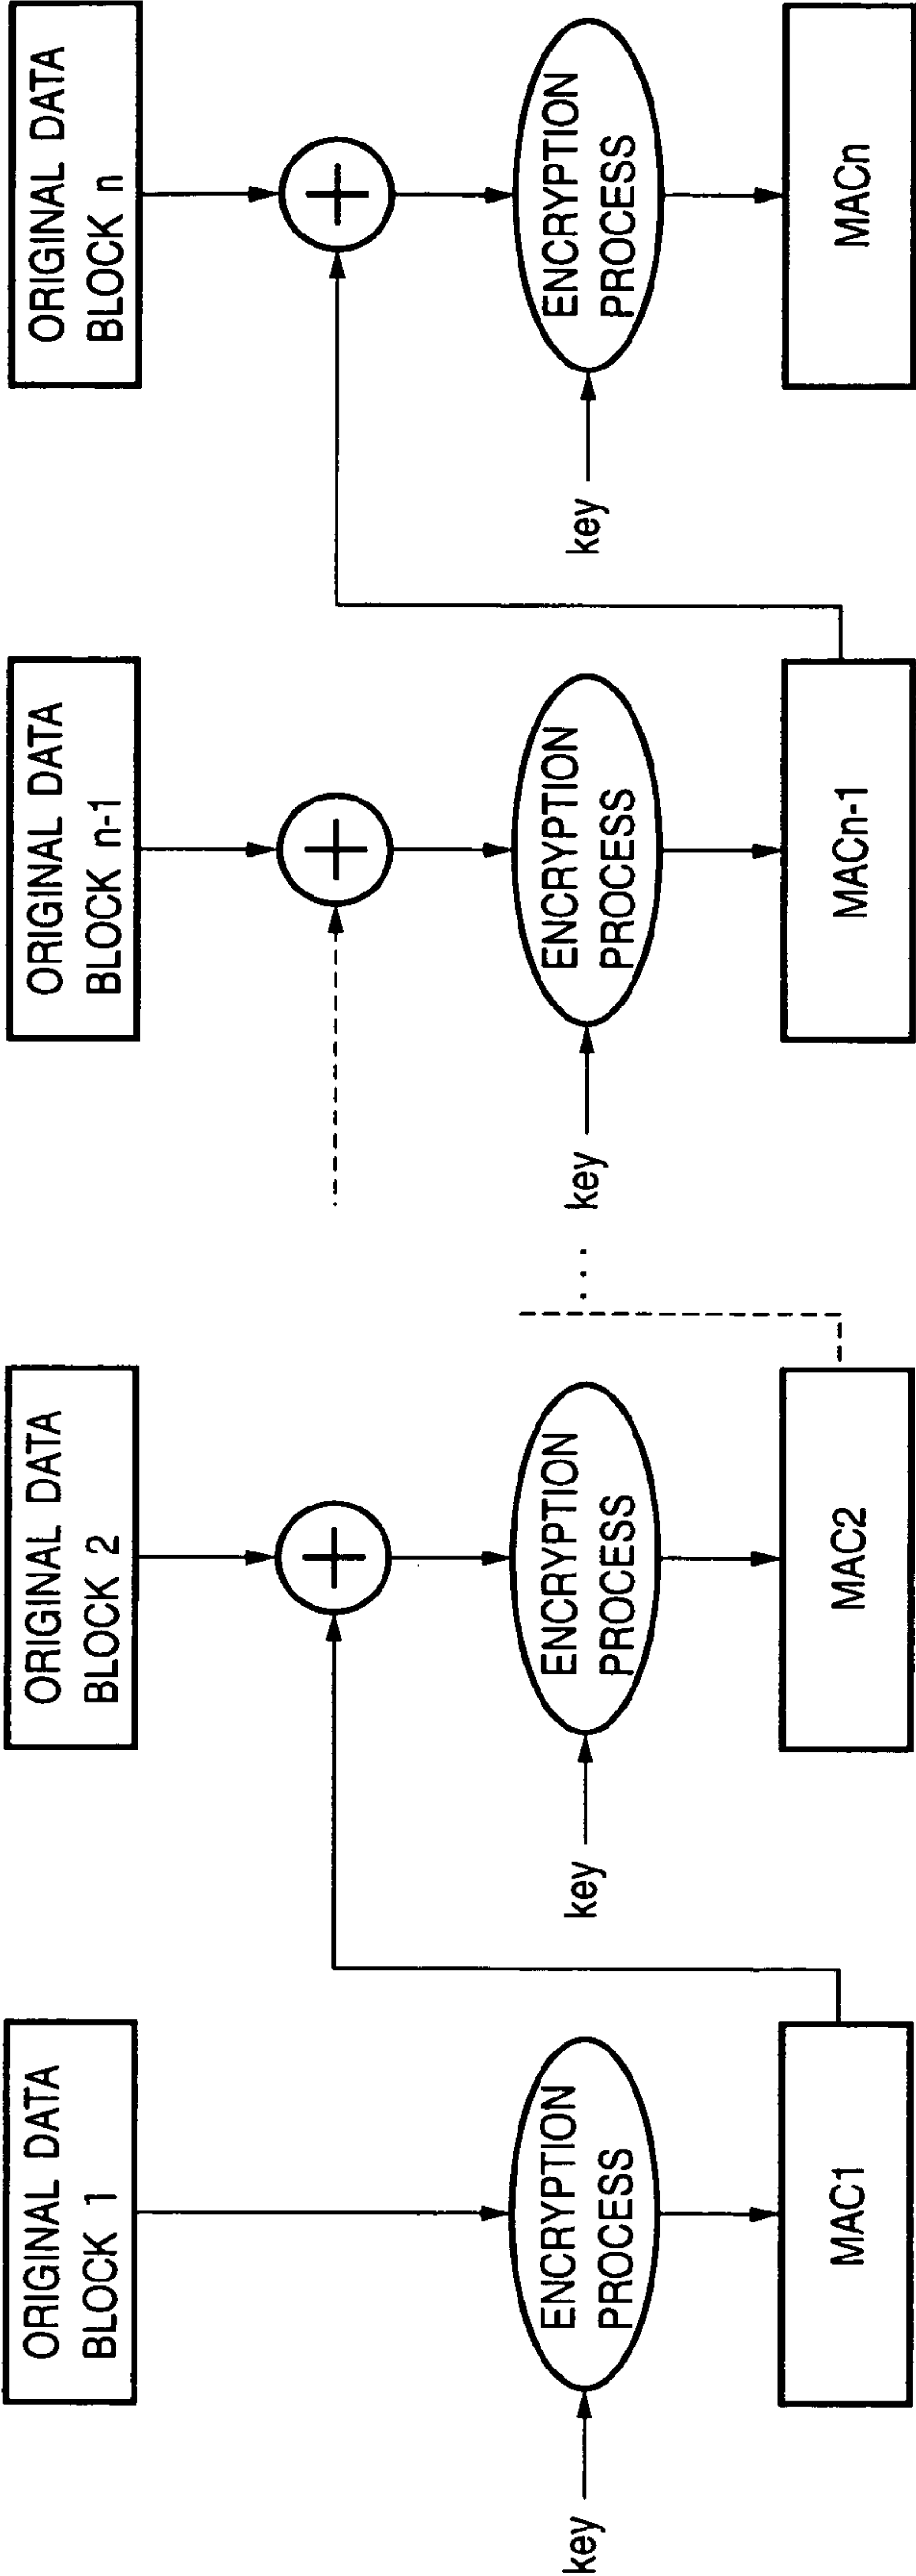 ORIGINAL DATA
BLOCK 1
ENCRYPTION
PROCESS
key
MAC1
ORIGINAL DATA
BLOCK 2
ENCRYPTION
PROCESS
key
MAC2
...
ORIGINAL DATA
BLOCK n-1
ENCRYPTION
PROCESS
key
MACn-1
ORIGINAL DATA
BLOCK n
ENCRYPTION
PROCESS
key
MACn